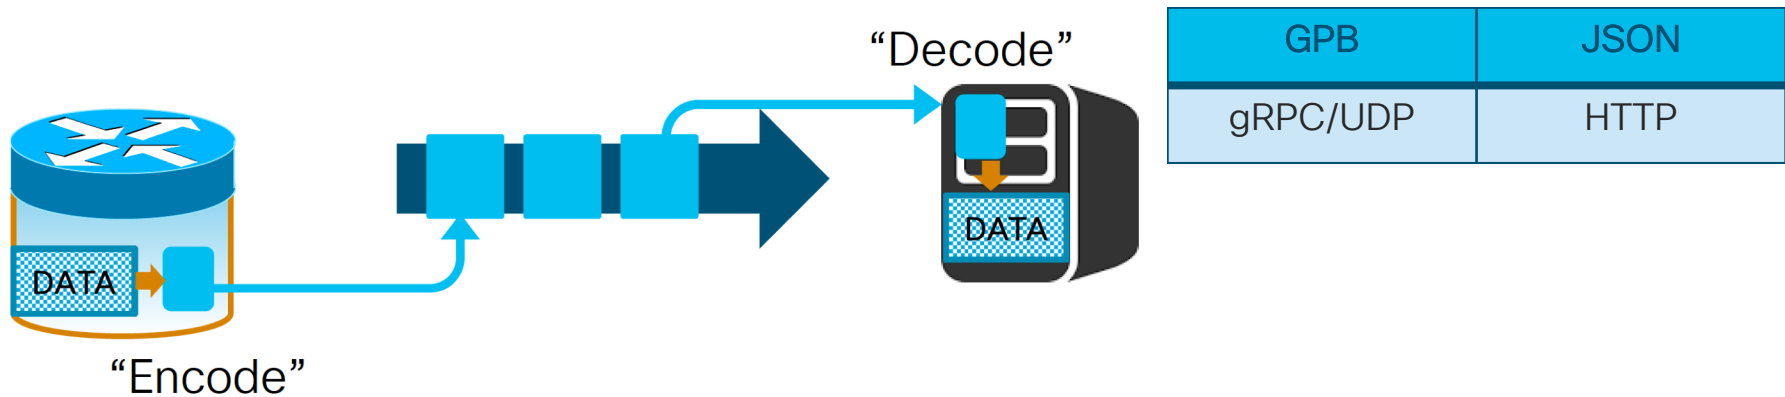 “Decode”
GPB
JSON
gRPC/UDP
HTTP
DATA
DATA
“Encode”